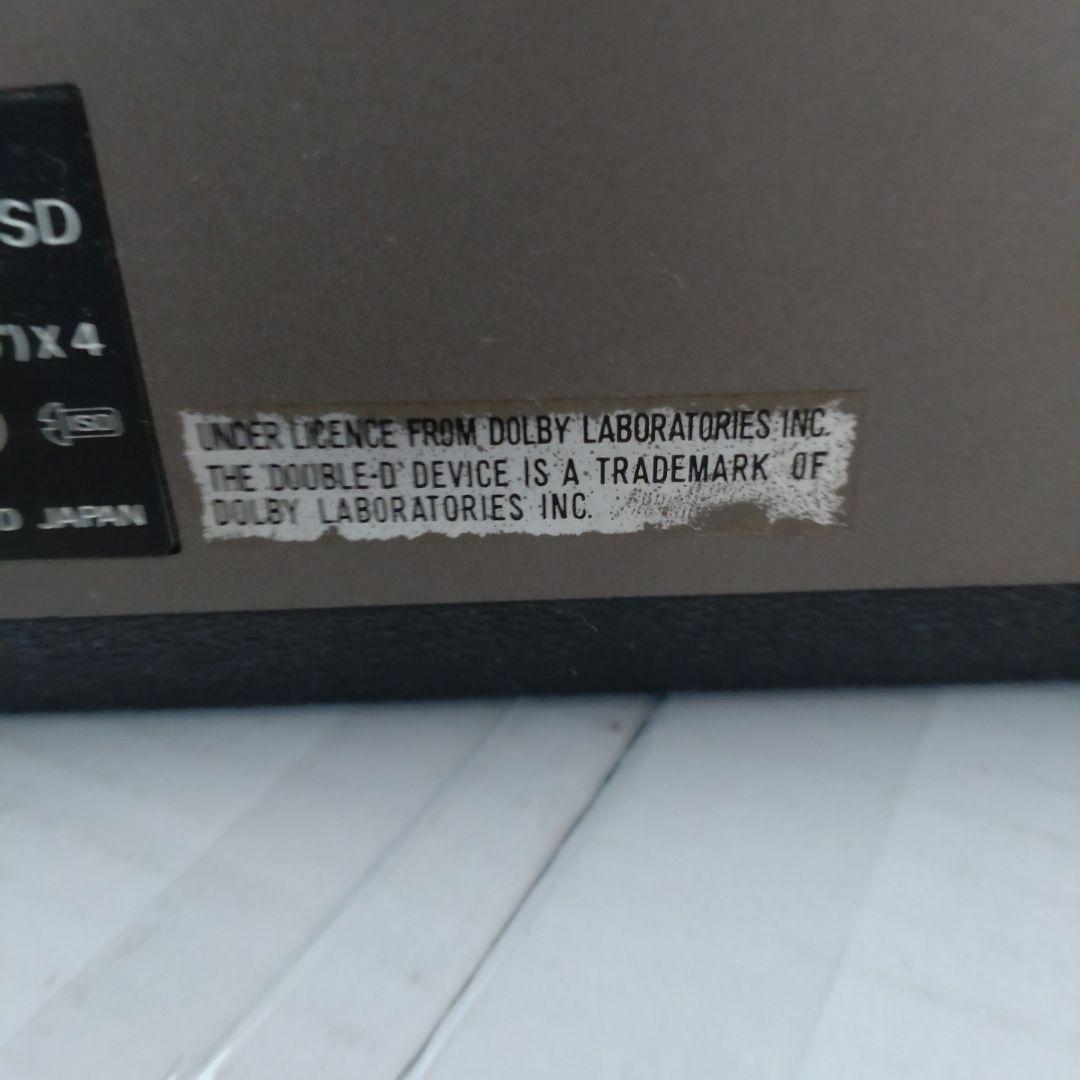 SD
X4
JAPAN
UNDER LICENCE FROM DOLBY LABORATORIES INC.
THE 'DOUBLE-D' DEVICE IS A TRADEMARK OF
DOLBY LABORATORIES INC.